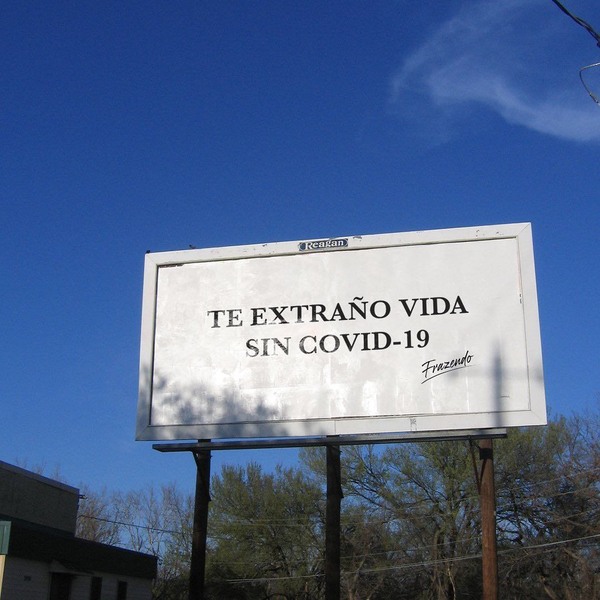 Reagan
TE EXTRAÑO VIDA
SIN COVID-19
Frazendo